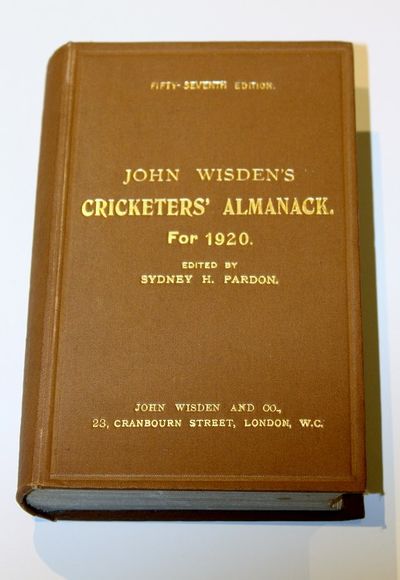 FIFTY-SEVENTH EDITION.
JOHN WISDEN'S
CRICKETERS' ALMANACK.
For 1920.
EDITED BY
SYDNEY H. PARDON.
JOHN WISDEN AND CO.,
23, CRANBOURN STREET, LONDON, W.C.